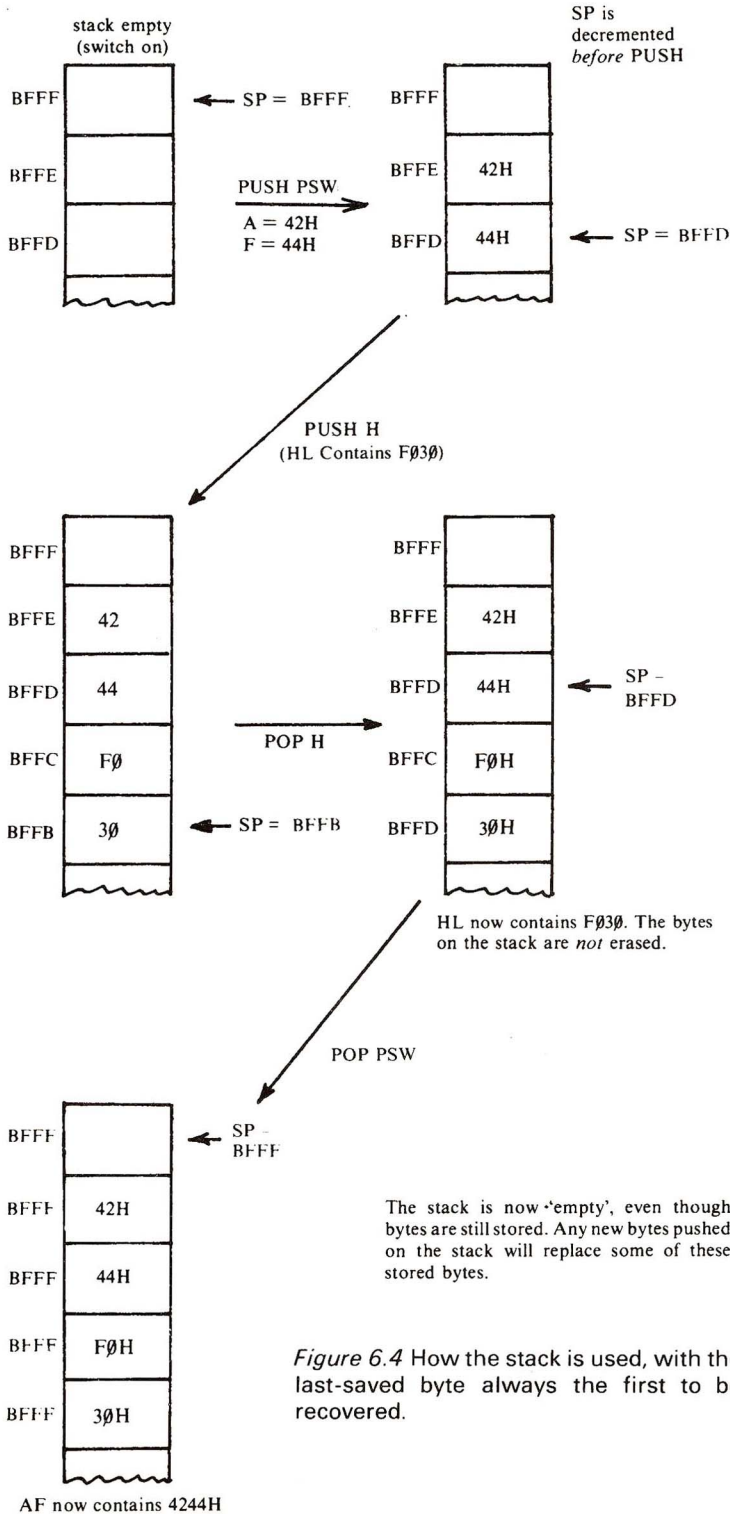 stack empty
(switch on)
SP is
decremented
before PUSH
BFFF
← SP = BFFF
BFFF
BFFE
PUSH PSW
BFFE
42H
A = 42H
F = 44H
BFFD
BFFD
44H
← SP = BFFD
PUSH H
(HL Contains FØ3Ø)
BFFF
BFFF
BFFE
42
BFFE
42H
BFFD
44
BFFD
44H
← SP –
BFFD
POP H
BFFC
FØ
BFFC
FØH
BFFB
3Ø
← SP = BFFB
BFFD
3ØH
HL now contains FØ3Ø. The bytes
on the stack are not erased.
POP PSW
BFFF
← SP –
BFFF
BFFF
42H
The stack is now 'empty', even though
bytes are still stored. Any new bytes pushed
on the stack will replace some of these
stored bytes.
BFFF
44H
BFFF
FØH
BFFF
3ØH
Figure 6.4 How the stack is used, with th
last-saved byte always the first to b
recovered.
AF now contains 4244H